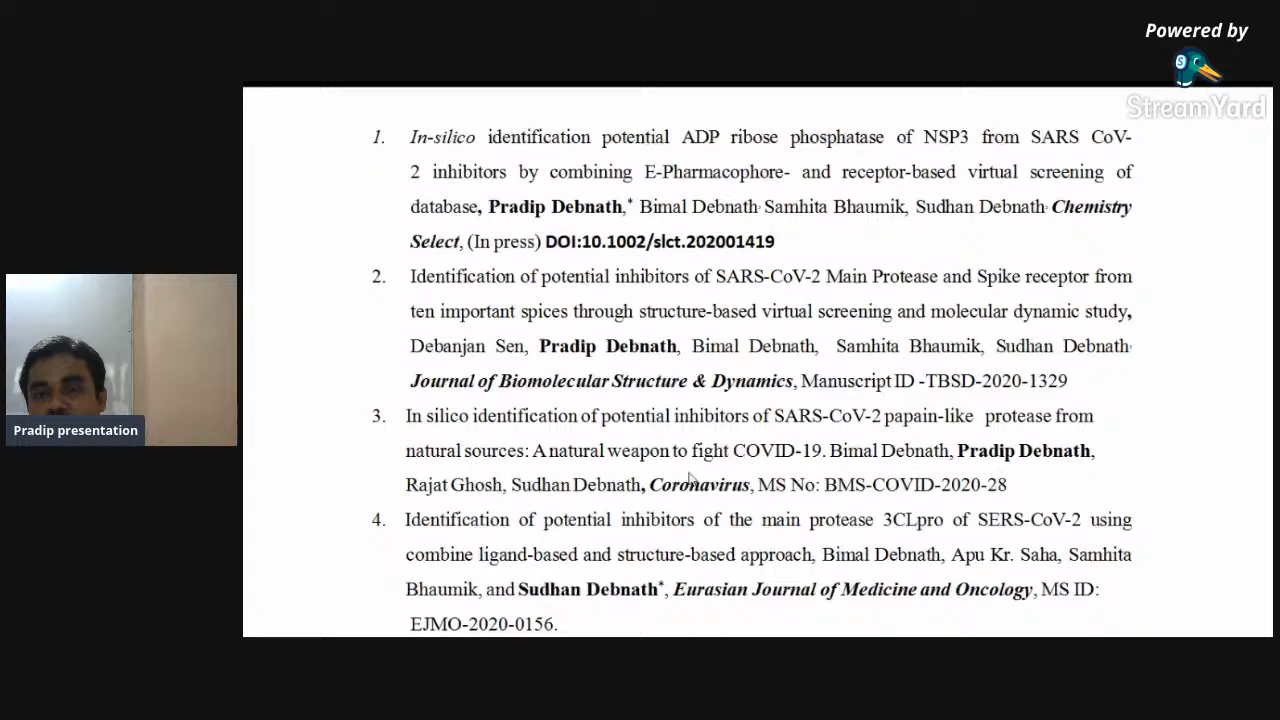 Powered by
StreamYard
1. In-silico identification potential ADP ribose phosphatase of NSP3 from SARS CoV-
2 inhibitors by combining E-Pharmacophore- and receptor-based virtual screening of
database, Pradip Debnath,* Bimal Debnath, Samhita Bhaumik, Sudhan Debnath, Chemistry
Select, (In press) DOI:10.1002/slct.202001419
2. Identification of potential inhibitors of SARS-CoV-2 Main Protease and Spike receptor from
ten important spices through structure-based virtual screening and molecular dynamic study,
Debanjan Sen, Pradip Debnath, Bimal Debnath, Samhita Bhaumik, Sudhan Debnath,
Journal of Biomolecular Structure & Dynamics, Manuscript ID -TBSD-2020-1329
3. In silico identification of potential inhibitors of SARS-CoV-2 papain-like protease from
natural sources: A natural weapon to fight COVID-19. Bimal Debnath, Pradip Debnath,
Rajat Ghosh, Sudhan Debnath, Coronavirus, MS No: BMS-COVID-2020-28
4. Identification of potential inhibitors of the main protease 3CLpro of SERS-CoV-2 using
combine ligand-based and structure-based approach, Bimal Debnath, Apu Kr. Saha, Samhita
Bhaumik, and Sudhan Debnath*, Eurasian Journal of Medicine and Oncology, MS ID:
EJMO-2020-0156.
Pradip presentation